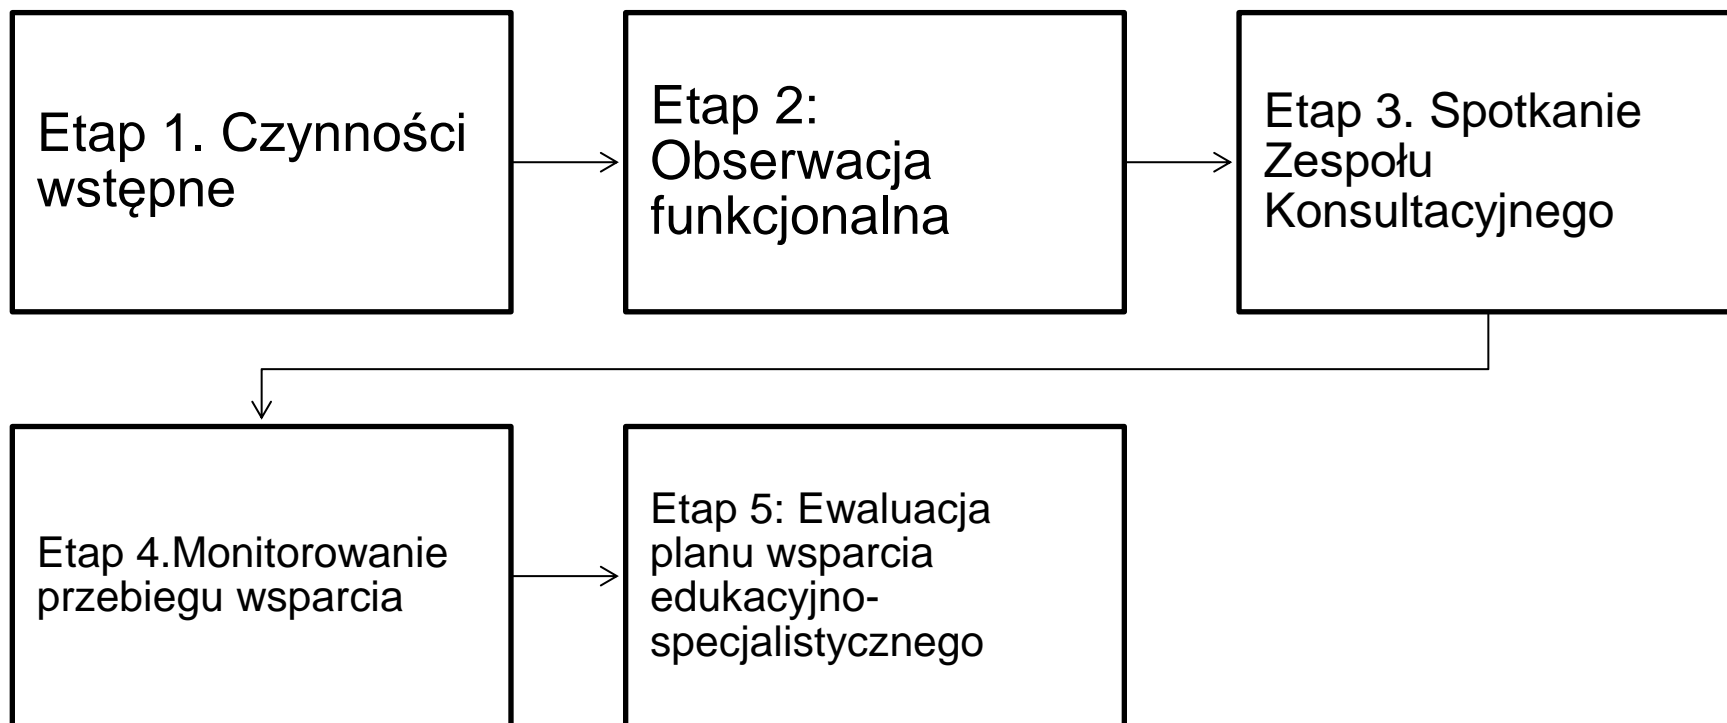 Etap 1. Czynności
wstępne
Etap 2:
Obserwacja
funkcjonalna
Etap 3. Spotkanie
Zespołu
Konsultacyjnego
Etap 4.Monitorowanie
przebiegu wsparcia
Etap 5: Ewaluacja
planu wsparcia
edukacyjno-
specjalistycznego